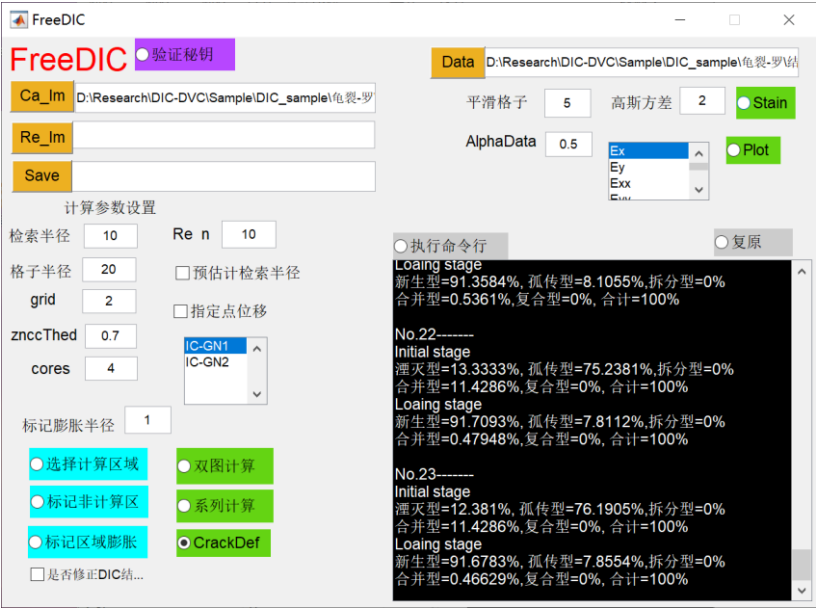 FreeDIC
FreeDIC
验证秘钥
Ca_Im
D:\Research\DIC-DVC\Sample\DIC_sample\龟裂-罗
Re_Im
Save
计算参数设置
检索半径 10 Re n 10
格子半径 20 预估计检索半径
grid 2
指定点位移
znccThed 0.7
IC-GN1
IC-GN2
cores 4
标记膨胀半径 1
选择计算区域 双图计算
标记非计算区 系列计算
标记区域膨胀 CrackDef
是否修正DIC结...
Data D:\Research\DIC-DVC\Sample\DIC_sample\龟裂-罗\结
平滑格子 5 高斯方差 2 Stain
AlphaData 0.5
Ex
Ey
Exx
Eyy
Plot
执行命令行 复原
Loaing stage
新生型=91.3584%, 孤传型=8.1055%,拆分型=0%
合并型=0.5361%,复合型=0%, 合计=100%
No.22-------
Initial stage
湮灭型=13.3333%, 孤传型=75.2381%,拆分型=0%
合并型=11.4286%,复合型=0%, 合计=100%
Loaing stage
新生型=91.7093%, 孤传型=7.8112%,拆分型=0%
合并型=0.47948%,复合型=0%, 合计=100%
No.23-------
Initial stage
湮灭型=12.381%, 孤传型=76.1905%,拆分型=0%
合并型=11.4286%,复合型=0%, 合计=100%
Loaing stage
新生型=91.6783%, 孤传型=7.8554%,拆分型=0%
合并型=0.46629%,复合型=0%, 合计=100%